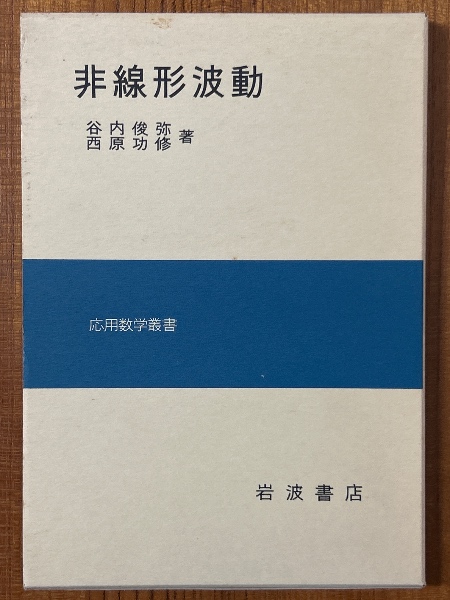 非線形波動
谷内俊弥
西原功修 著
応用数学叢書
岩波書店